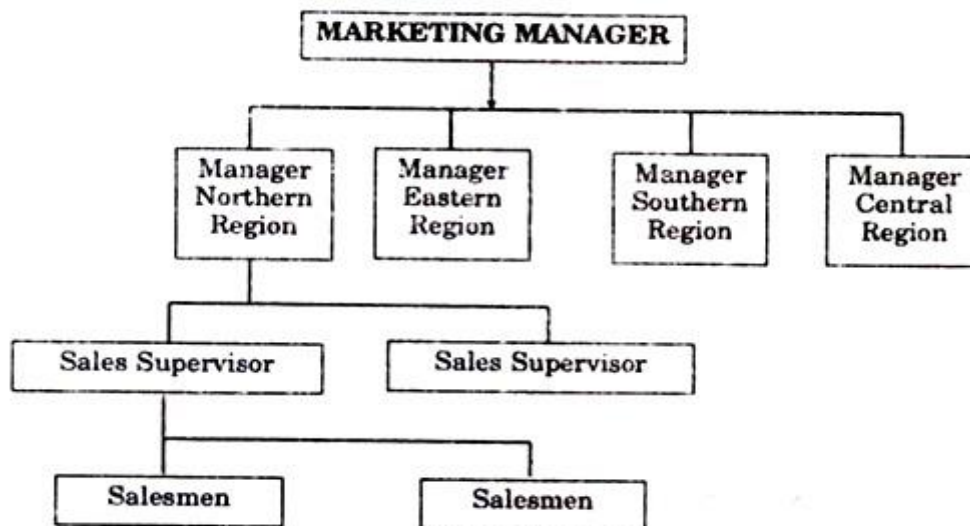 MARKETING MANAGER
Manager
Northern
Region
Manager
Eastern
Region
Manager
Southern
Region
Manager
Central
Region
Sales Supervisor
Sales Supervisor
Salesmen
Salesmen